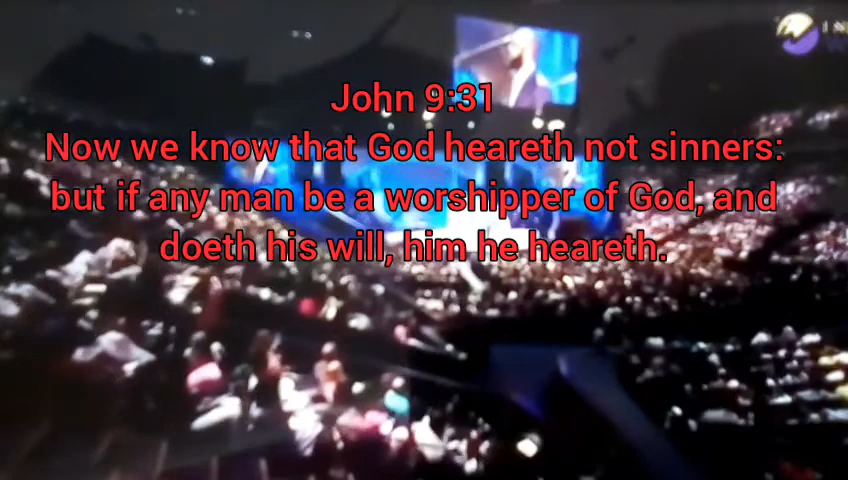 John 9:31
Now we know that God heareth not sinners:
but if any man be a worshipper of God, and
doeth his will, him he heareth.